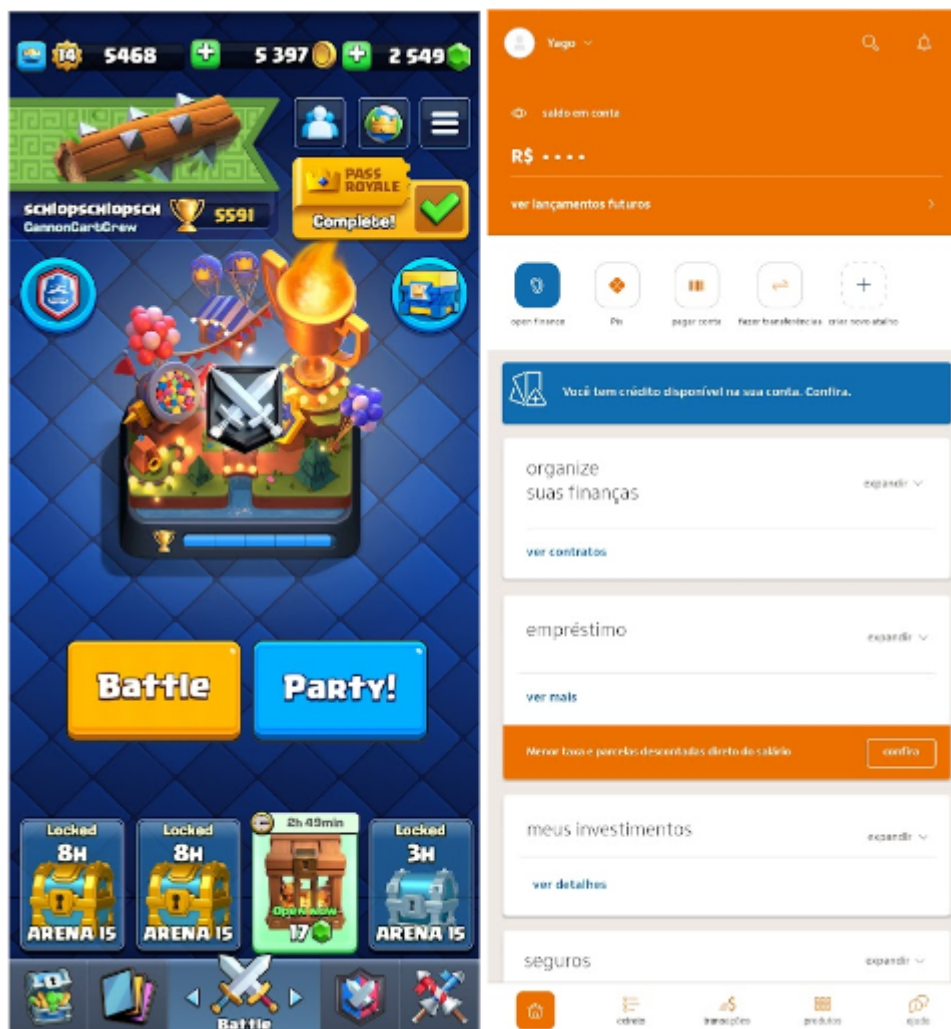 14 5468 5 397 2 549
PASS
ROYALE
Complete!
schlopschlopsch 5591
CannonCartCrew
Battle Party!
Locked
8H
ARENA 15
Locked
8H
ARENA 15
2h 49min
Open now
17
Locked
3H
ARENA 15
Battle
Yago
saldo em conta
R$ • • • •
ver lançamentos futuros
open finance Pix pagar conta fazer transferências criar novo atalho
Você tem crédito disponível na sua conta. Confira.
organize
suas finanças
expandir
ver contratos
empréstimo expandir
ver mais
Menor taxa e parcelas descontadas direto do salário confira
meus investimentos expandir
ver detalhes
seguros expandir
extrato transações produtos ajuda